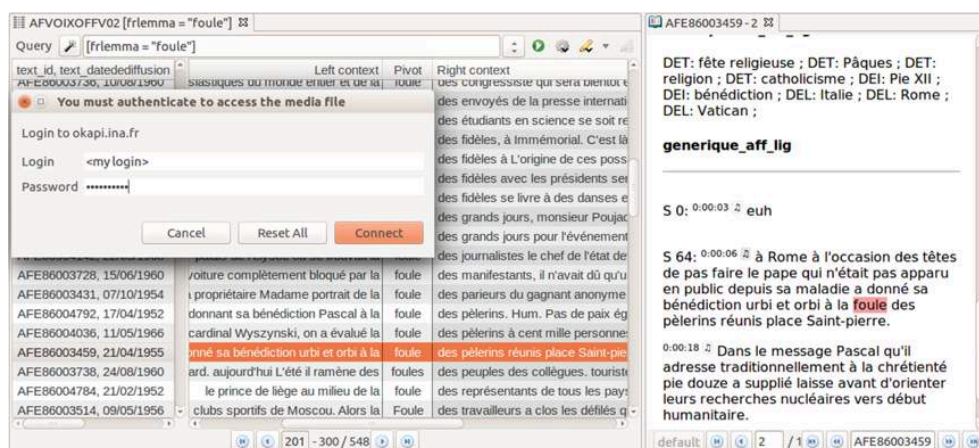 AFVOIXOFFV02 [frlemma = "foule"]
Query [frlemma = "foule"]
text_id, text_datedediffusion Left context Pivot Right context
AFE86003736, 10/08/1960 siastiques du monde entier et de la foule des congressiste qui sera bientôt
You must authenticate to access the media file
Login to okapi.ina.fr
Login <my login>
Password ••••••••••
Cancel Reset All Connect
des envoyés de la presse internati
des étudiants en science se soit re
des fidèles, à Immémorial. C'est là
des fidèles à L'origine de ces poss
des fidèles avec les présidents ser
des fidèles se livre à des danses e
des grands jours, monsieur Poujad
des grands jours pour l'événement
des journalistes le chef de l'état de
AFE86003728, 15/06/1960 voiture complètement bloqué par la foule des manifestants, il n'avait dû qu'u
AFE86003431, 07/10/1954 propriétaire Madame portrait de la foule des parieurs du gagnant anonyme
AFE86004792, 17/04/1952 donnant sa bénédiction Pascal à la foule des pèlerins. Hum. Pas de paix ég
AFE86004036, 11/05/1966 cardinal Wyszynski, on a évalué la foule des pèlerins à cent mille personne
AFE86003459, 21/04/1955 onné sa bénédiction urbi et orbi à la foule des pèlerins réunis place Saint-pie
AFE86003738, 24/08/1960 ard. aujourd'hui L'été il ramène des foules des peuples des collègues. touriste
AFE86004784, 21/02/1952 le prince de liège au milieu de la foule des représentants de tous les pays
AFE86003514, 09/05/1956 clubs sportifs de Moscou. Alors la Foule des travailleurs a clos les défilés q
201 - 300 / 548
AFE86003459 - 2
DET: fête religieuse ; DET: Pâques ; DET:
religion ; DET: catholicisme ; DEI: Pie XII ;
DEI: bénédiction ; DEL: Italie ; DEL: Rome ;
DEL: Vatican ;
generique_aff_lig
S 0: 0:00:03 ♫ euh
S 64: 0:00:06 ♫ à Rome à l'occasion des têtes
de pas faire le pape qui n'était pas apparu
en public depuis sa maladie a donné sa
bénédiction urbi et orbi à la foule des
pèlerins réunis place Saint-pierre.
0:00:18 ♫ Dans le message Pascal qu'il
adresse traditionnellement à la chrétienté
pie douze a supplié laisse avant d'orienter
leurs recherches nucléaires vers début
humanitaire.
default 2 / 1 AFE86003459